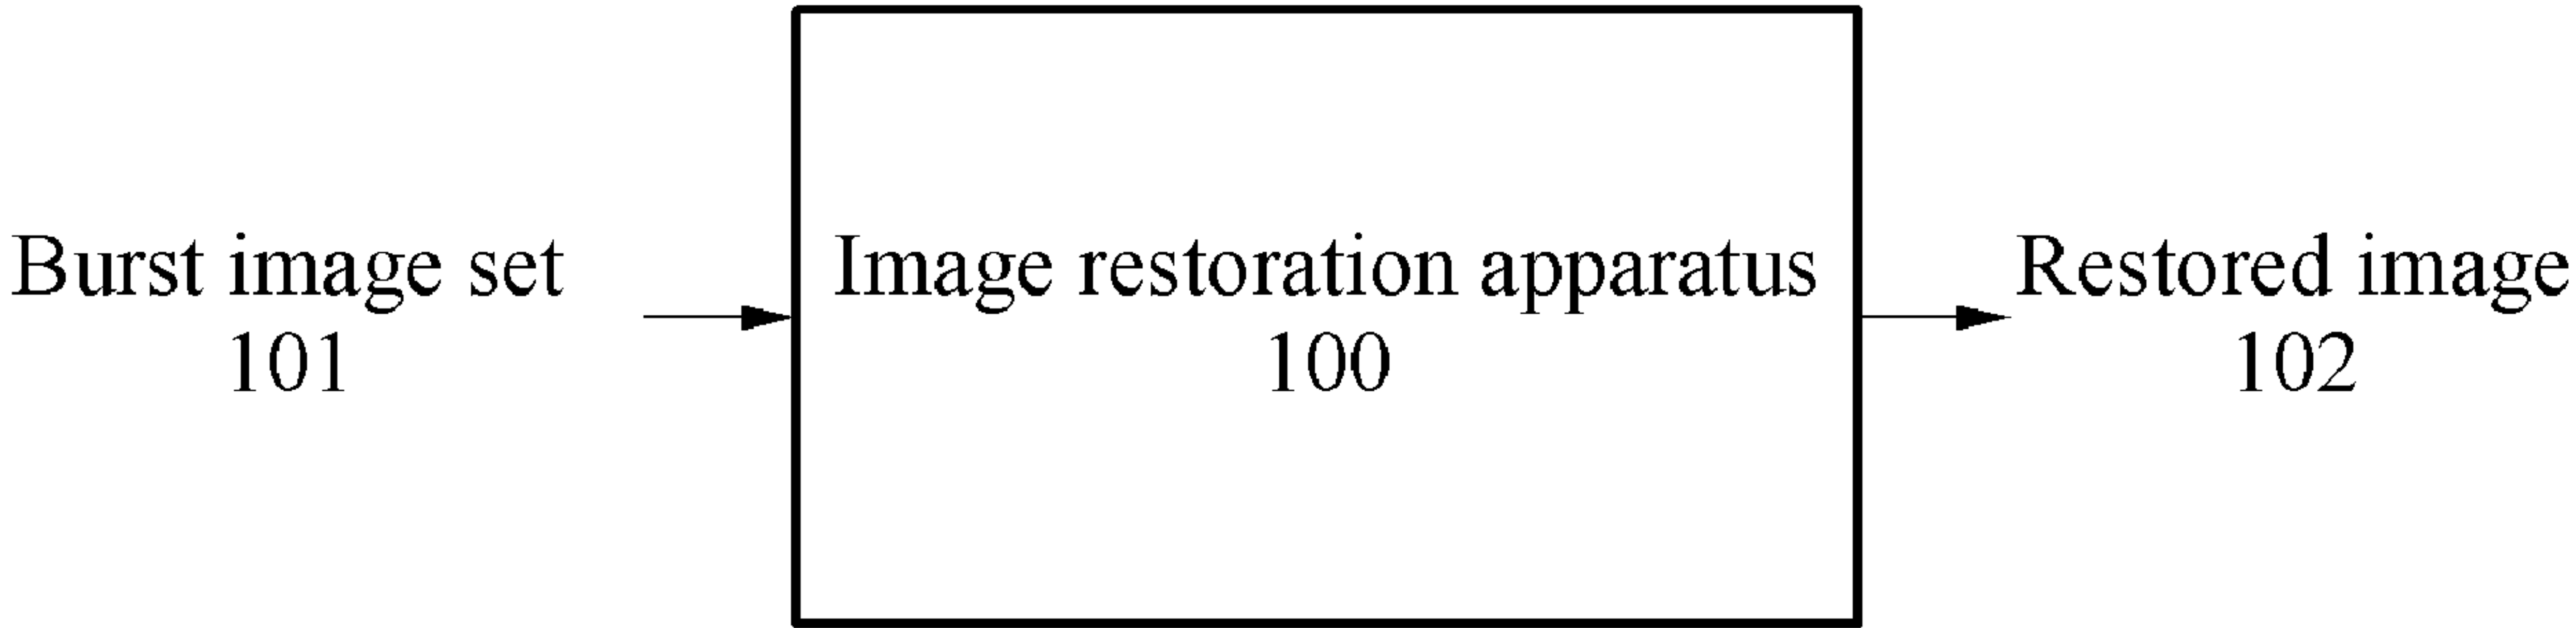 Burst image set
101
Image restoration apparatus
100
Restored image
102